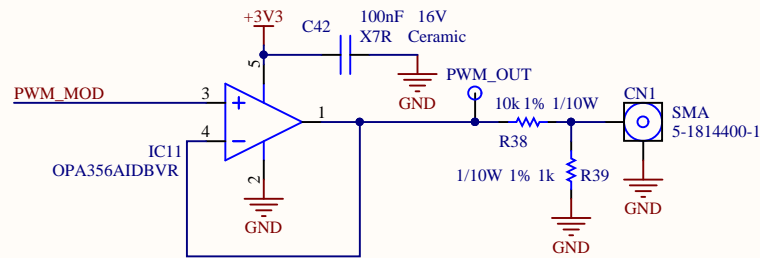 +3V3
C42
100nF 16V
X7R Ceramic
GND
5
PWM_MOD
3
4
1
2
IC11
OPA356AIDBVR
GND
PWM_OUT
10k 1% 1/10W
R38
1/10W 1% 1k
R39
GND
CN1
SMA
5-1814400-1
GND